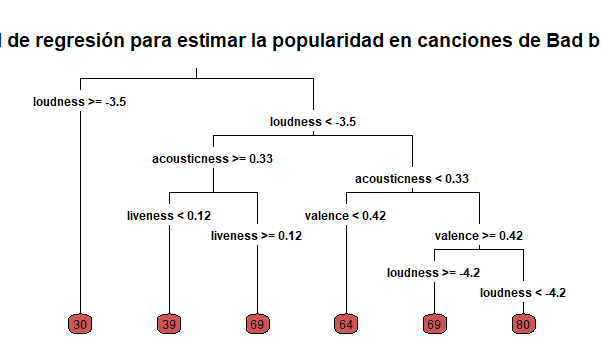 l de regresión para estimar la popularidad en canciones de Bad b
loudness >= -3.5
loudness < -3.5
acousticness >= 0.33
acousticness < 0.33
liveness < 0.12
valence < 0.42
liveness >= 0.12
valence >= 0.42
loudness >= -4.2
loudness < -4.2
30 39 69 64 69 80